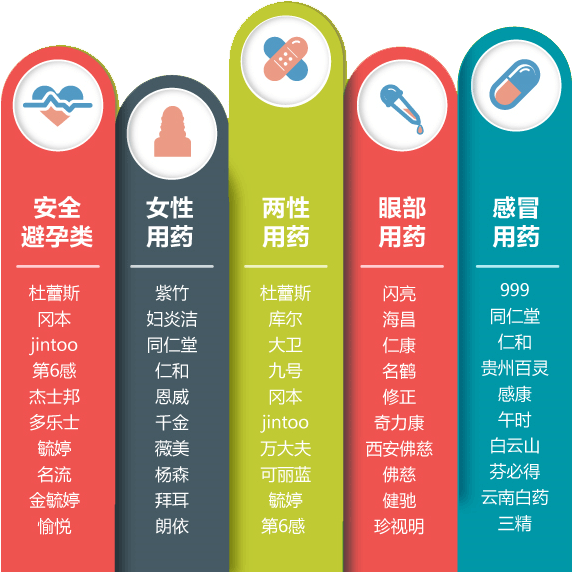 安全
避孕类
杜蕾斯
冈本
jintoo
第6感
杰士邦
多乐士
毓婷
名流
金毓婷
愉悦
女性
用药
紫竹
妇炎洁
同仁堂
仁和
恩威
千金
薇美
杨森
拜耳
朗依
两性
用药
杜蕾斯
库尔
大卫
九号
冈本
jintoo
万大夫
可丽蓝
毓婷
第6感
眼部
用药
闪亮
海昌
仁康
名鹤
修正
奇力康
西安佛慈
佛慈
健驰
珍视明
感冒
用药
999
同仁堂
仁和
贵州百灵
感康
午时
白云山
芬必得
云南白药
三精